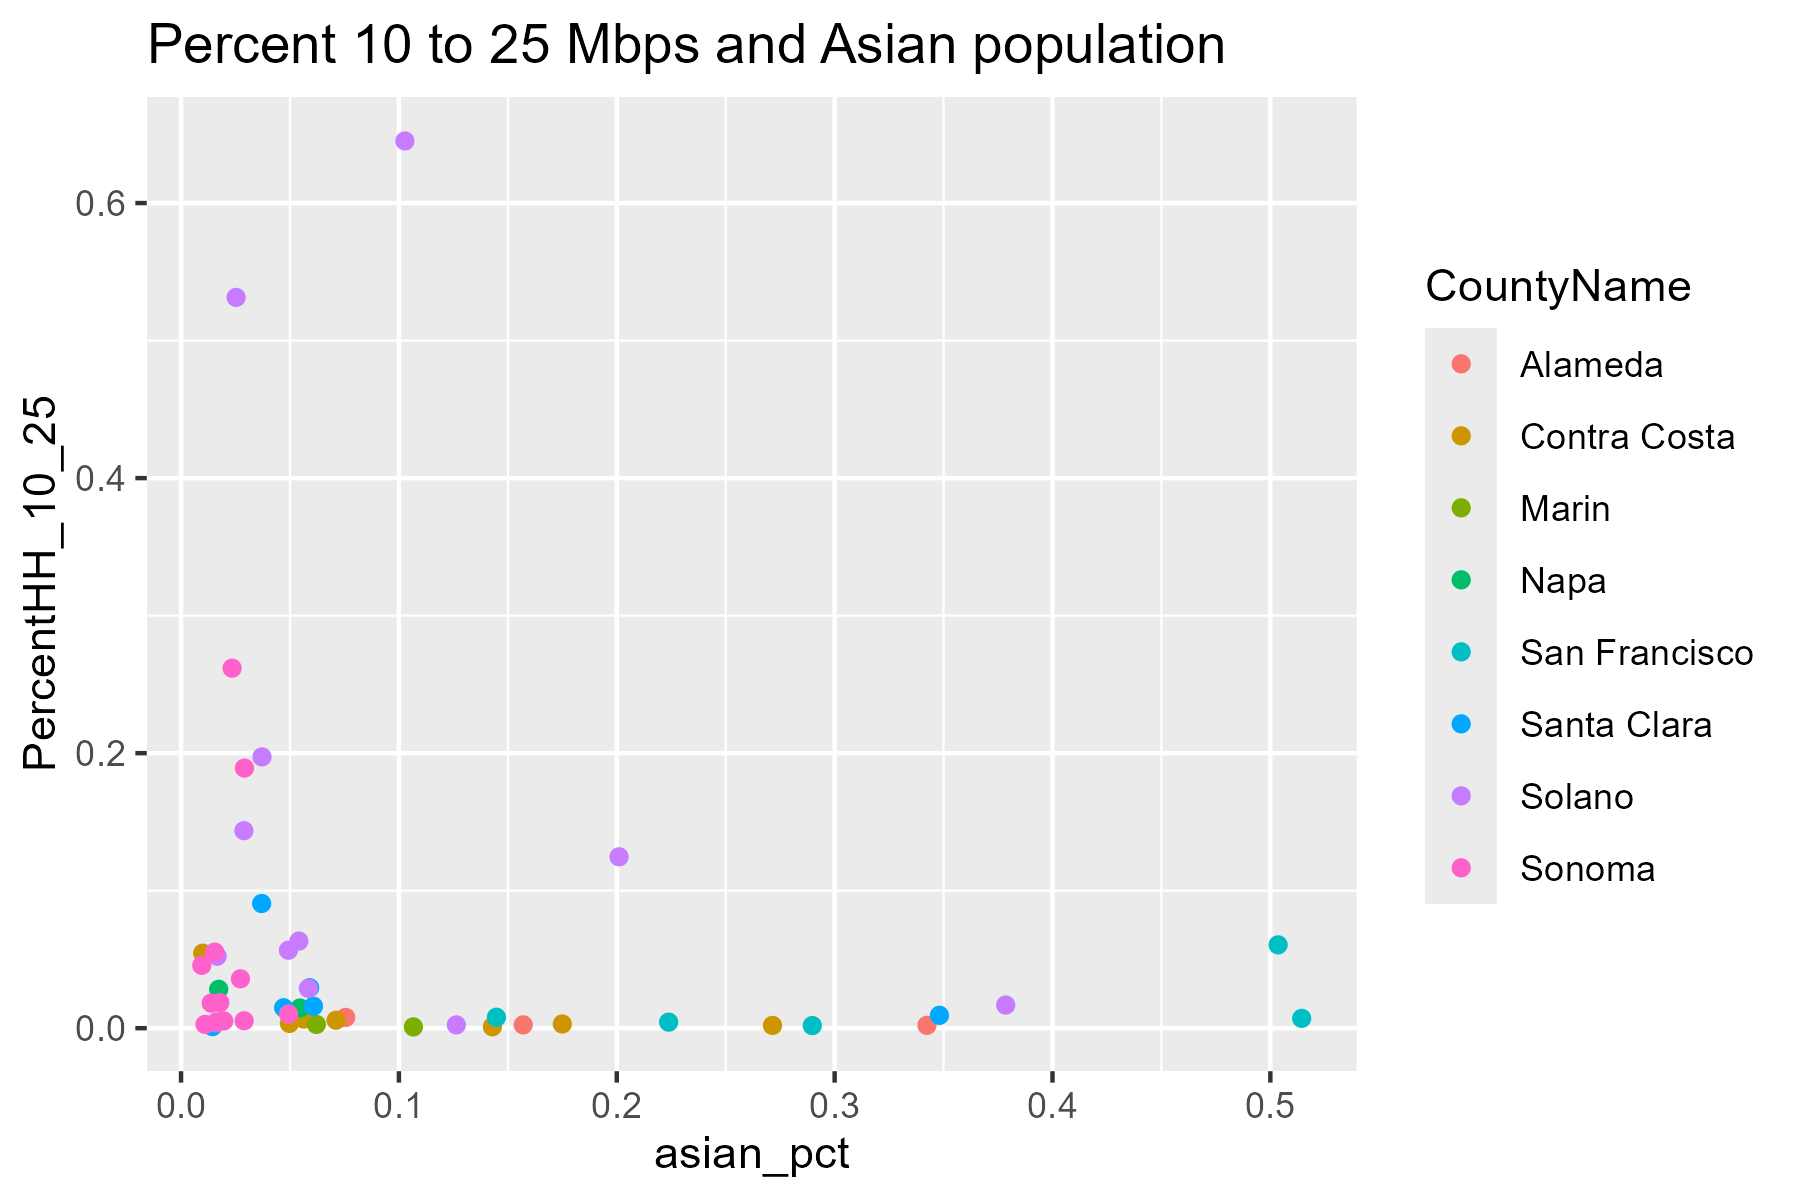 Percent 10 to 25 Mbps and Asian population
PercentHH_10_25
0.6
0.4
0.2
0.0
0.0 0.1 0.2 0.3 0.4 0.5
asian_pct
CountyName
Alameda
Contra Costa
Marin
Napa
San Francisco
Santa Clara
Solano
Sonoma